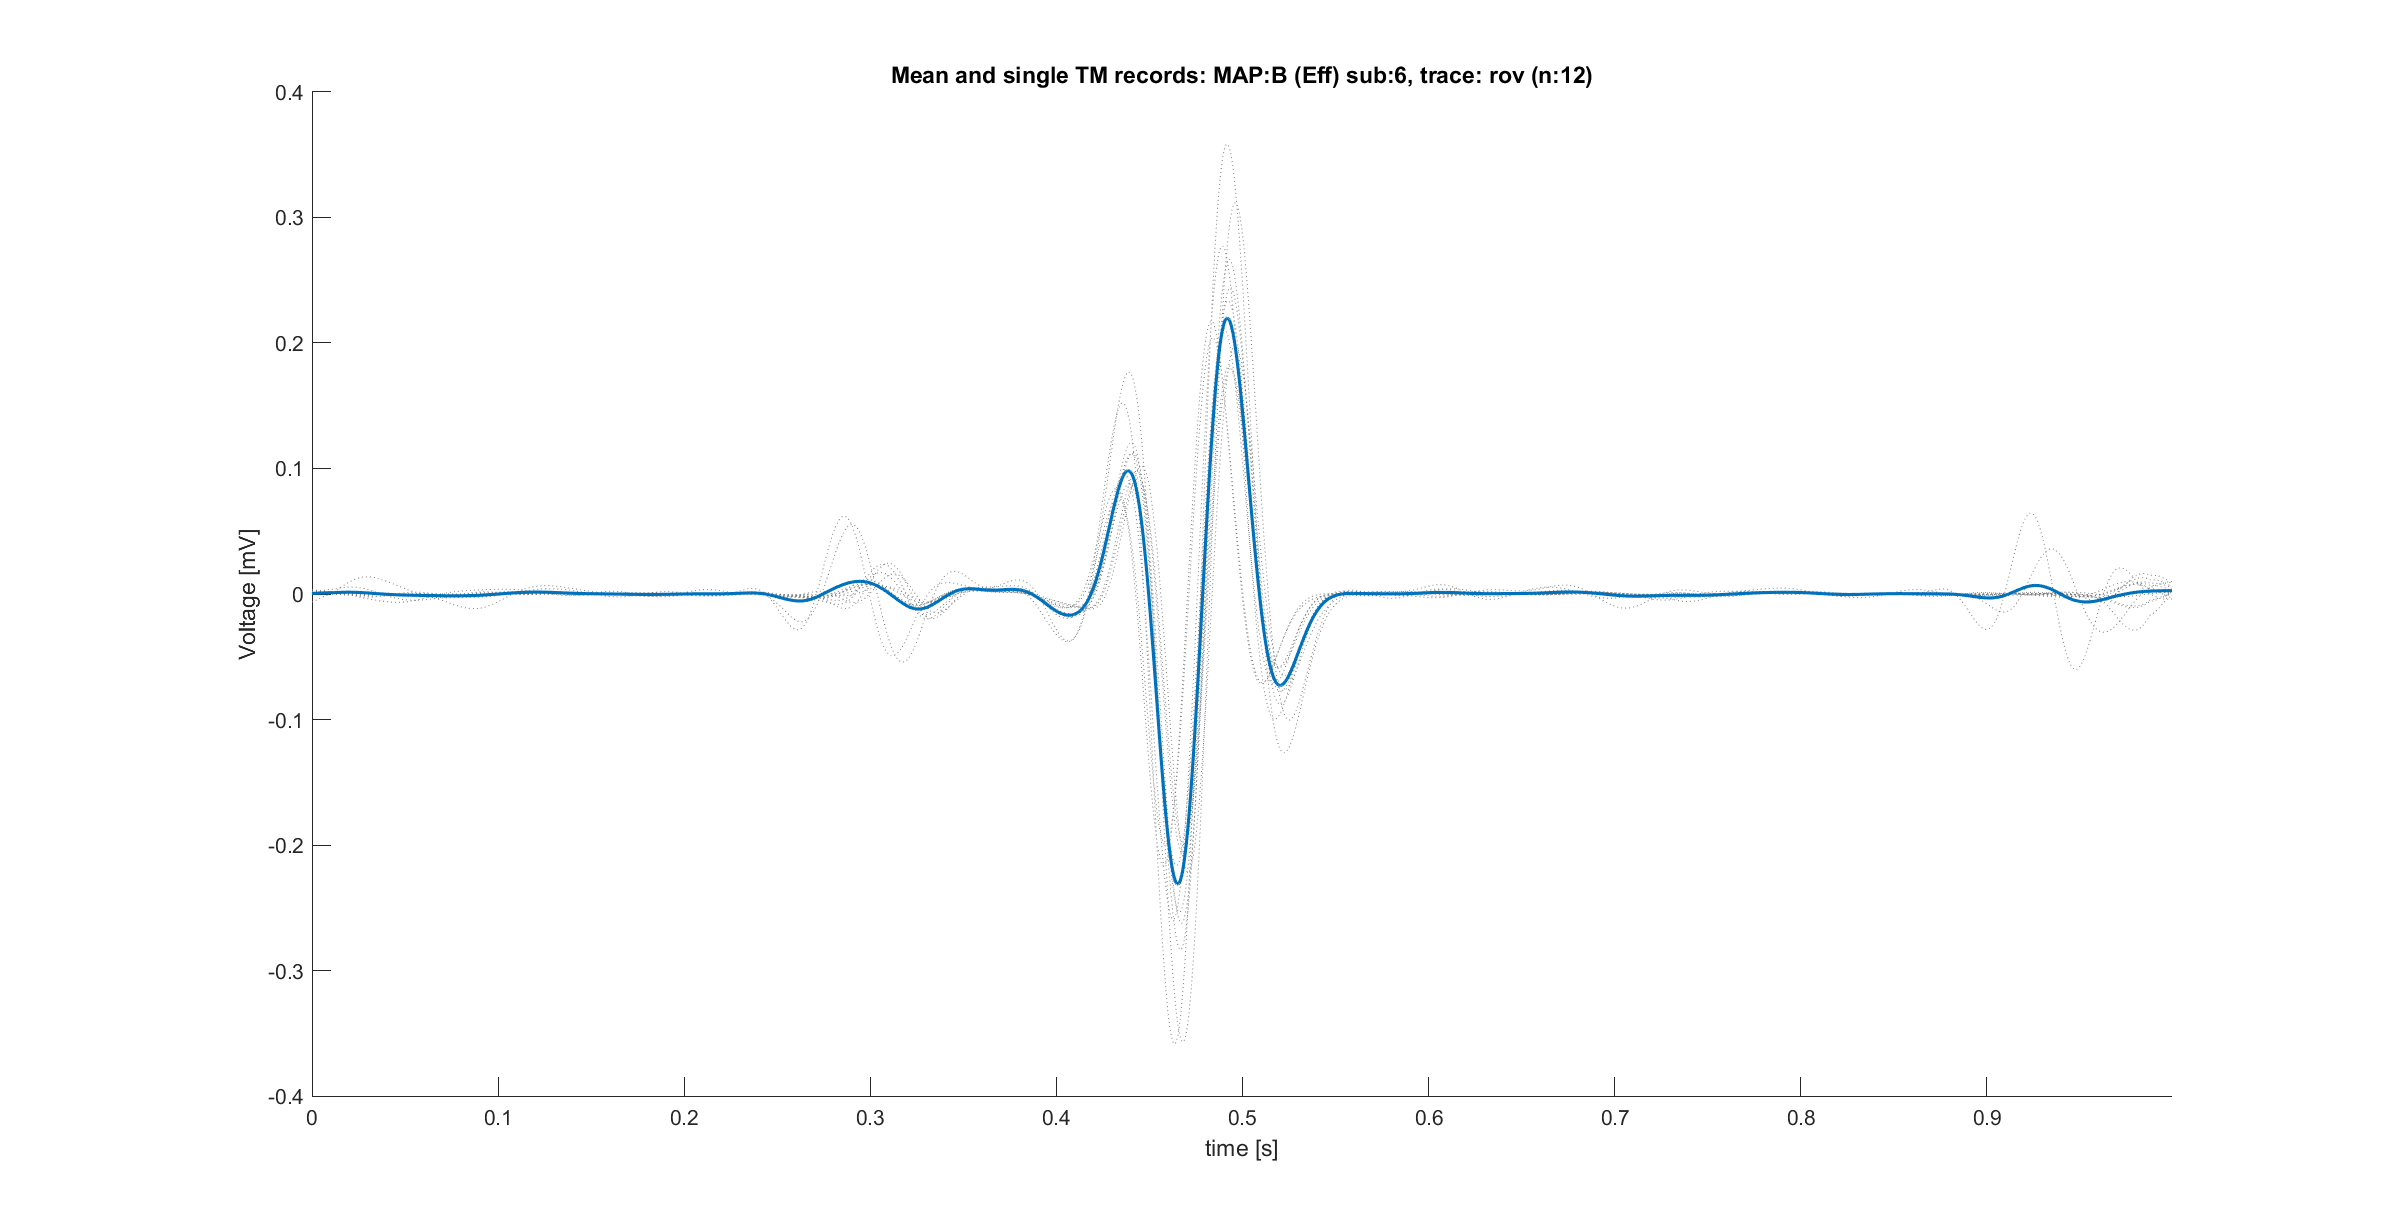 Mean and single TM records: MAP:B (Eff) sub:6, trace: rov (n:12)
0.4
0.3
0.2
0.1
0
-0.1
-0.2
-0.3
-0.4
Voltage [mV]
0 0.1 0.2 0.3 0.4 0.5 0.6 0.7 0.8 0.9
time [s]